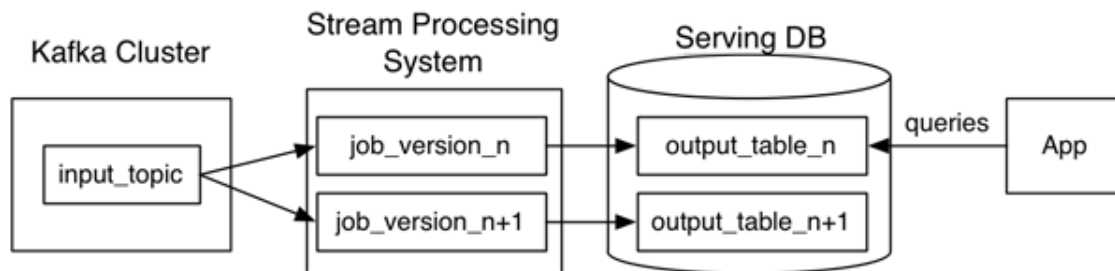 Kafka Cluster
Stream Processing
System
Serving DB
input_topic
job_version_n
job_version_n+1
output_table_n
output_table_n+1
queries
App